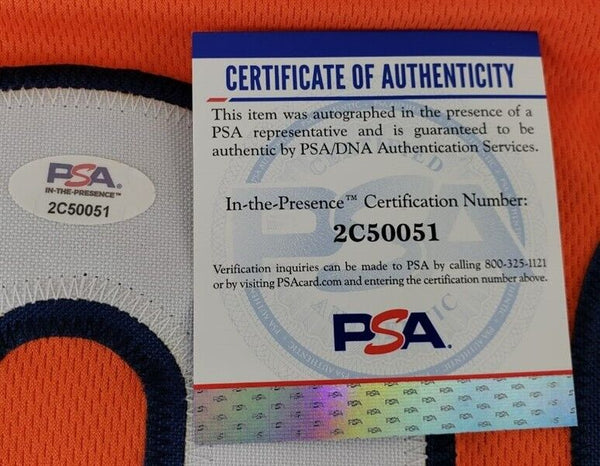 PSA
IN-THE-PRESENCE™
2C50051
CERTIFICATE OF AUTHENTICITY
This item was autographed in the presence of a
PSA representative and is guaranteed to be
authentic by PSA/DNA Authentication Services.
In-the-Presence™ Certification Number:
2C50051
Verification inquiries can be made to PSA by calling 800-325-1121
or by visiting PSAcard.com and entering the certification number above.
PSA